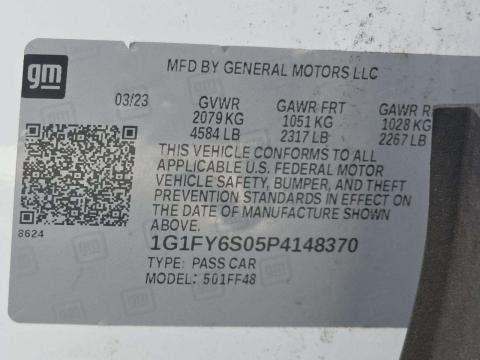 gm
MFD BY GENERAL MOTORS LLC
03/23 GVWR GAWR FRT GAWR R
2079 KG 1051 KG 1028 KG
4584 LB 2317 LB 2267 LB
THIS VEHICLE CONFORMS TO ALL
APPLICABLE U.S. FEDERAL MOTOR
VEHICLE SAFETY, BUMPER, AND THEFT
PREVENTION STANDARDS IN EFFECT ON
THE DATE OF MANUFACTURE SHOWN
ABOVE.
8624
1G1FY6S05P4148370
TYPE: PASS CAR
MODEL: 501FF48